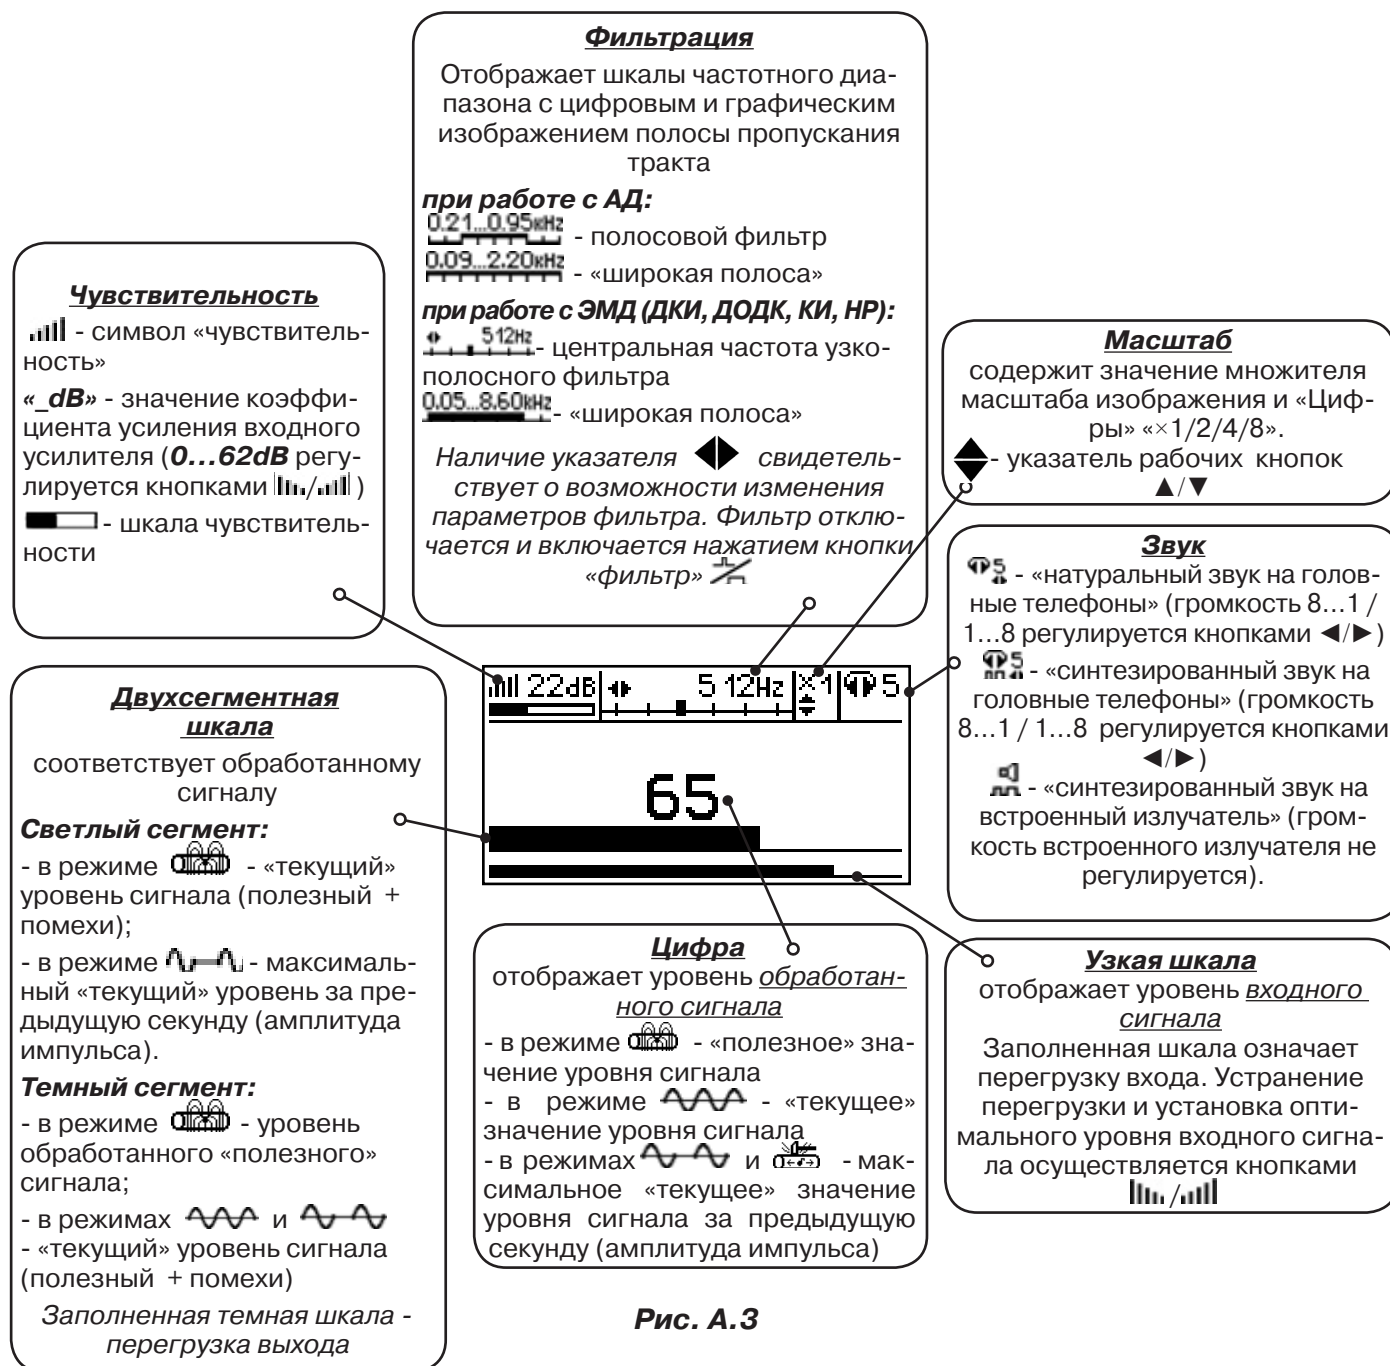 Фильтрация
Отображает шкалы частотного диа-
пазона с цифровым и графическим
изображением полосы пропускания
тракта
при работе с АД:
0.21...0.95кHz - полосовой фильтр
0.09...2.20кHz - «широкая полоса»
при работе с ЭМД (ДКИ, ДОДК, КИ, НР):
512Hz - центральная частота узко-
полосного фильтра
0.05...8.60кHz - «широкая полоса»
Наличие указателя ◀▶ свидетель-
ствует о возможности изменения
параметров фильтра. Фильтр отклю-
чается и включается нажатием кнопки
«фильтр»
Чувствительность
- символ «чувствитель-
ность»
«_dB» - значение коэффи-
циента усиления входного
усилителя (0...62dB регу-
лируется кнопками / )
- шкала чувствитель-
ности
Масштаб
содержит значение множителя
масштаба изображения и «Циф-
ры» «×1/2/4/8».
- указатель рабочих кнопок
▲/▼
Звук
5 - «натуральный звук на голов-
ные телефоны» (громкость 8...1 /
1...8 регулируется кнопками ◄/►)
5 - «синтезированный звук на
головные телефоны» (громкость
8...1 / 1...8 регулируется кнопками
◄/►)
- «синтезированный звук на
встроенный излучатель» (гром-
кость встроенного излучателя не
регулируется).
Двухсегментная
шкала
соответствует обработанному
сигналу
Светлый сегмент:
- в режиме - «текущий»
уровень сигнала (полезный +
помехи);
- в режиме - максималь-
ный «текущий» уровень за пре-
дыдущую секунду (амплитуда
импульса).
Темный сегмент:
- в режиме - уровень
обработанного «полезного»
сигнала;
- в режимах и
- «текущий» уровень сигнала
(полезный + помехи)
Заполненная темная шкала -
перегрузка выхода
22dB 512Hz ×1 5
65
Цифра
отображает уровень обработан-
ного сигнала
- в режиме - «полезное» зна-
чение уровня сигнала
- в режиме - «текущее»
значение уровня сигнала
- в режимах и - мак-
симальное «текущее» значение
уровня сигнала за предыдущую
секунду (амплитуда импульса)
Узкая шкала
отображает уровень входного
сигнала
Заполненная шкала означает
перегрузку входа. Устранение
перегрузки и установка опти-
мального уровня входного сигна-
ла осуществляется кнопками
/
Рис. А.3